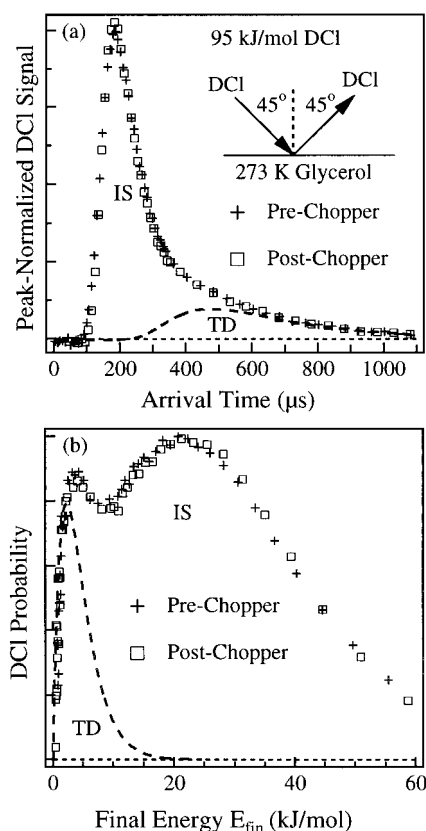 (a)
95 kJ/mol DCl
DCl
DCl
45° 45°
273 K Glycerol
IS
+ Pre-Chopper
□ Post-Chopper
TD
Peak-Normalized DCl Signal
0 200 400 600 800 1000
Arrival Time (μs)
(b)
IS
+ Pre-Chopper
□ Post-Chopper
TD
DCl Probability
0 20 40 60
Final Energy E_fin (kJ/mol)